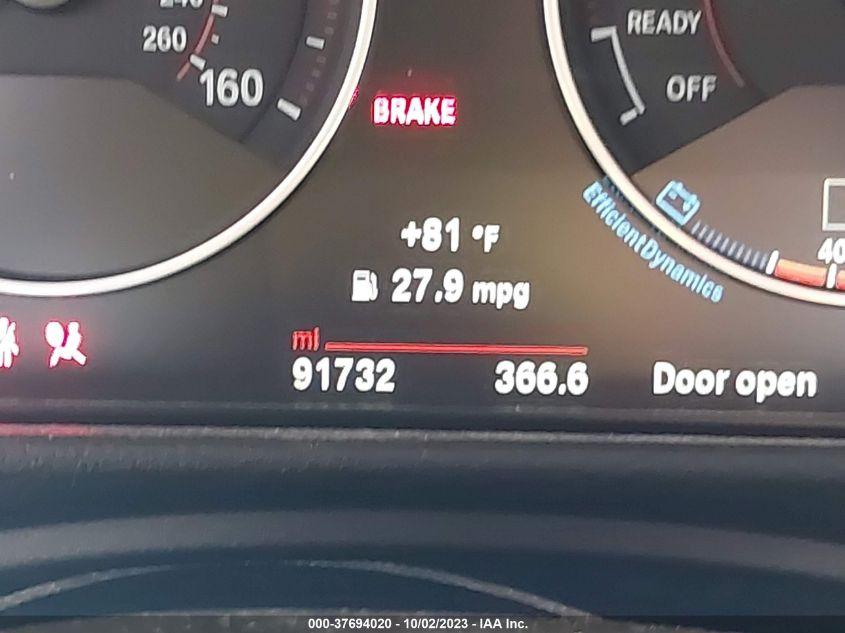 260
160
BRAKE
READY
OFF
EfficientDynamics
+81 °F
27.9 mpg
40
mi
91732 366.6 Door open
000-37694020 - 10/02/2023 - IAA Inc.